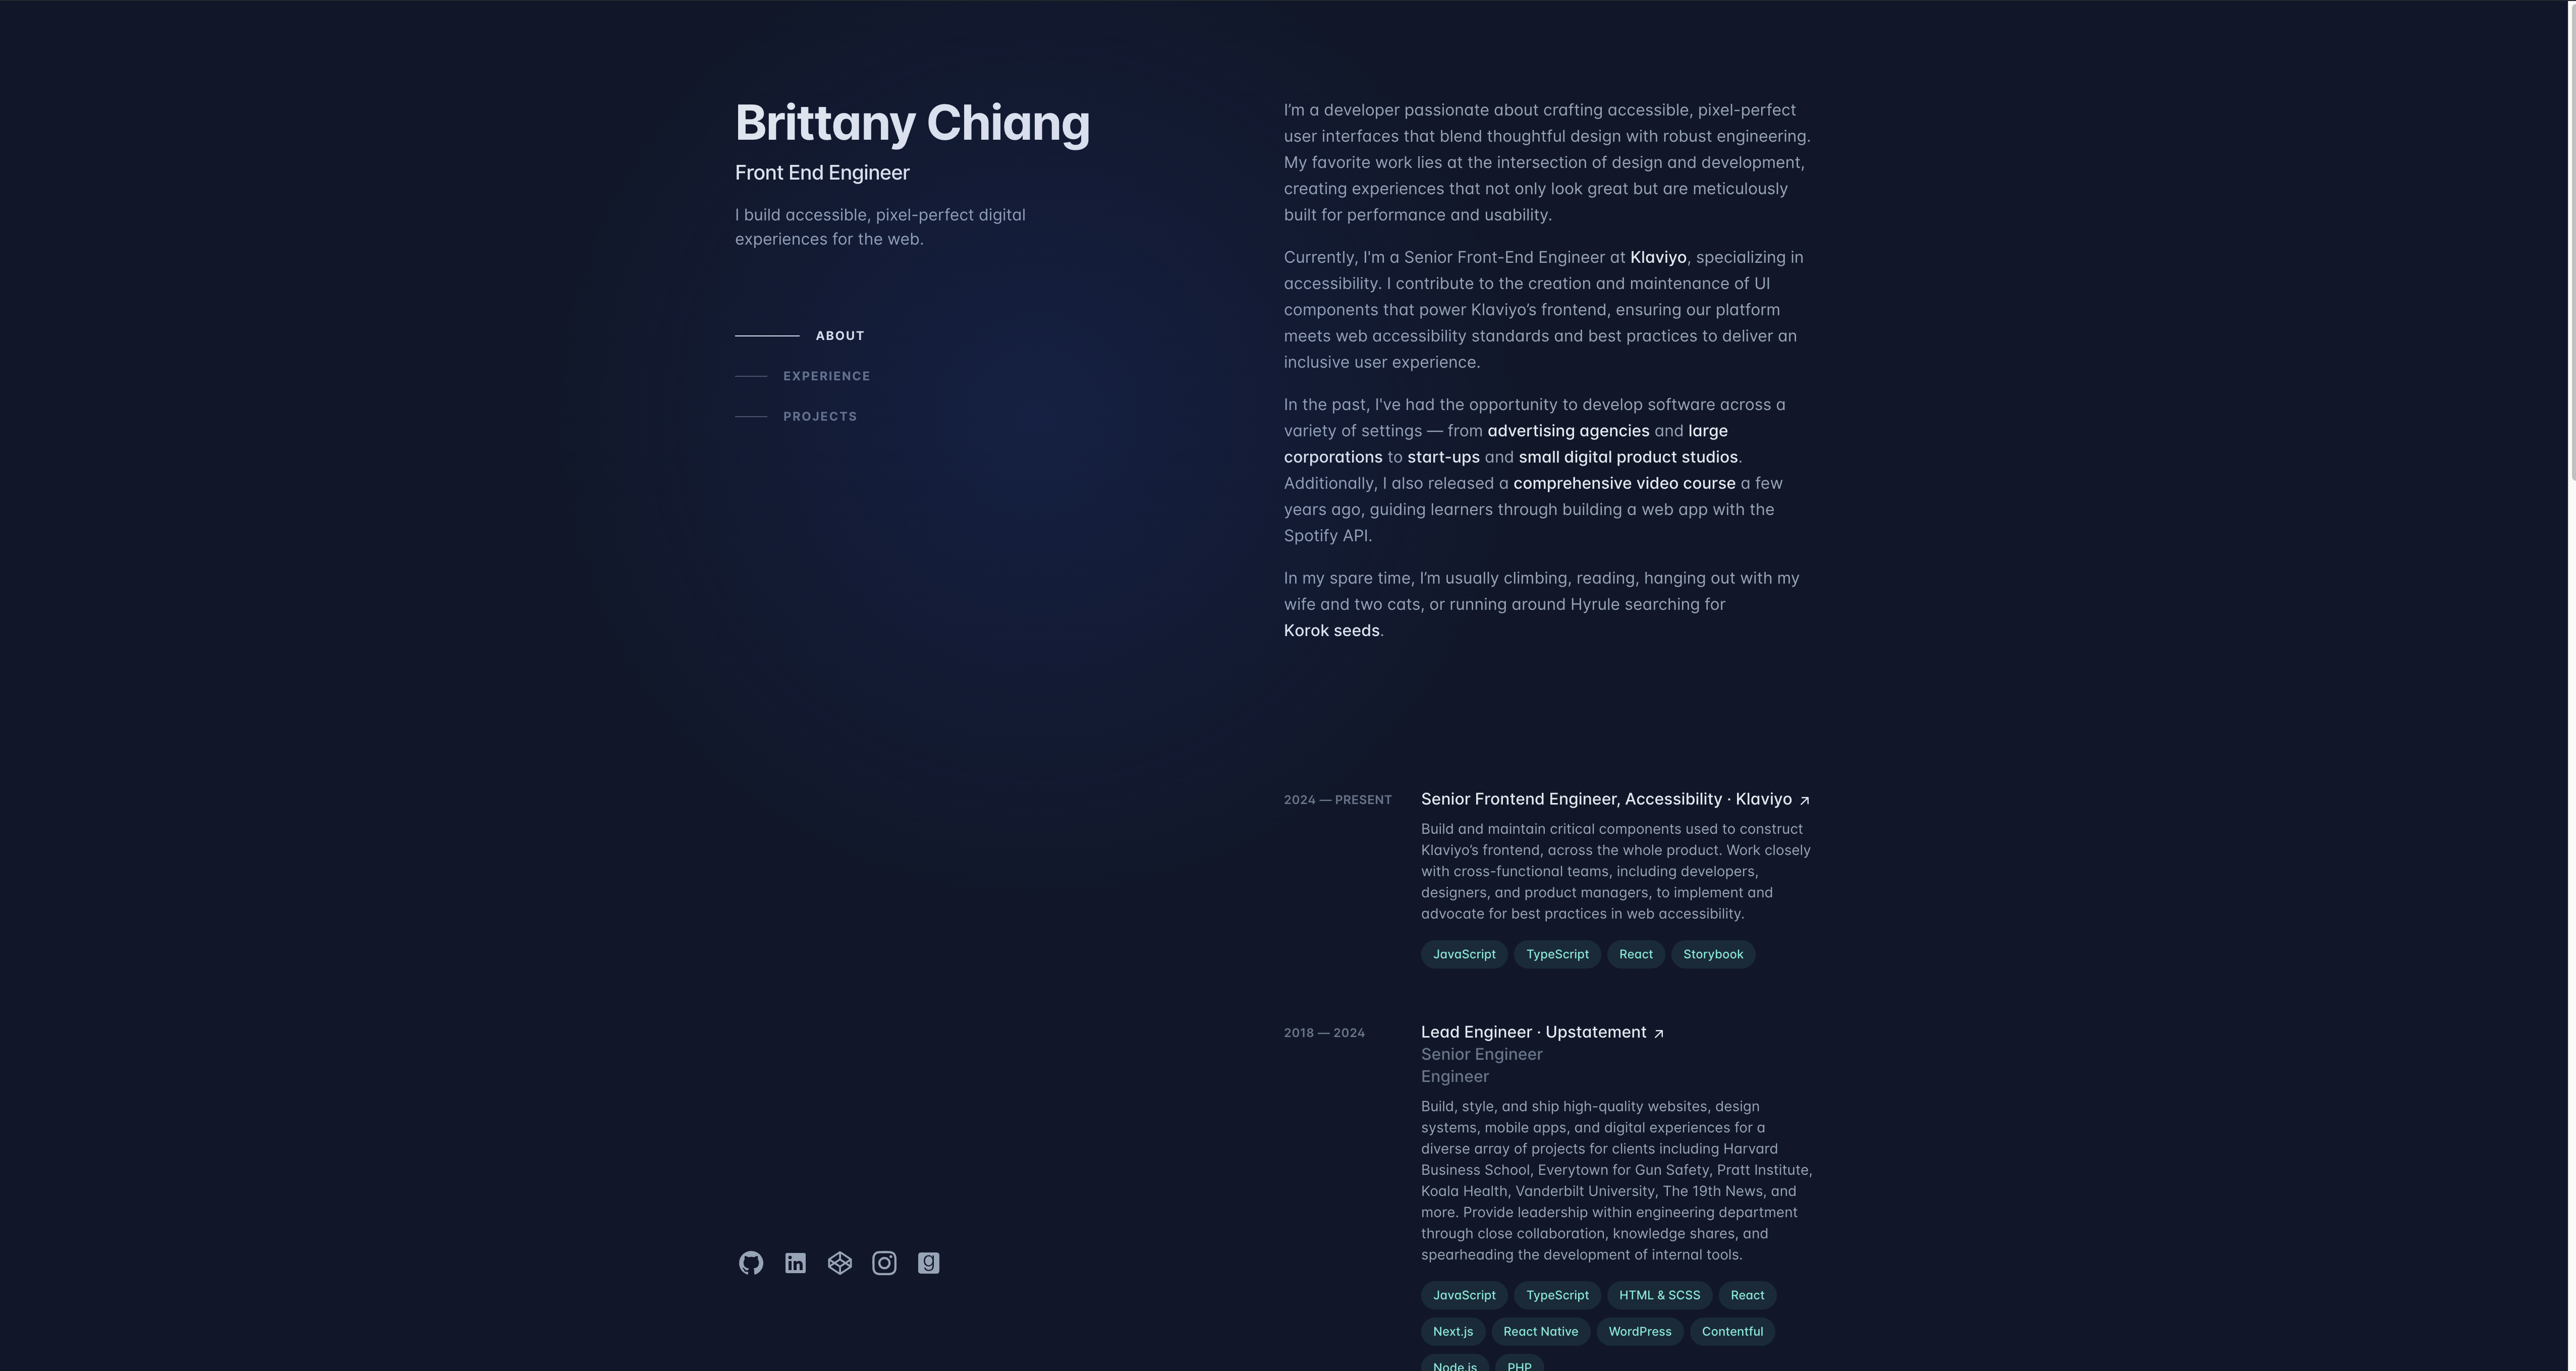 Brittany Chiang
Front End Engineer
I build accessible, pixel-perfect digital
experiences for the web.
ABOUT
EXPERIENCE
PROJECTS
I’m a developer passionate about crafting accessible, pixel-perfect
user interfaces that blend thoughtful design with robust engineering.
My favorite work lies at the intersection of design and development,
creating experiences that not only look great but are meticulously
built for performance and usability.
Currently, I'm a Senior Front-End Engineer at Klaviyo, specializing in
accessibility. I contribute to the creation and maintenance of UI
components that power Klaviyo’s frontend, ensuring our platform
meets web accessibility standards and best practices to deliver an
inclusive user experience.
In the past, I've had the opportunity to develop software across a
variety of settings — from advertising agencies and large
corporations to start-ups and small digital product studios.
Additionally, I also released a comprehensive video course a few
years ago, guiding learners through building a web app with the
Spotify API.
In my spare time, I’m usually climbing, reading, hanging out with my
wife and two cats, or running around Hyrule searching for
Korok seeds.
2024 — PRESENT
Senior Frontend Engineer, Accessibility · Klaviyo ↗
Build and maintain critical components used to construct
Klaviyo’s frontend, across the whole product. Work closely
with cross-functional teams, including developers,
designers, and product managers, to implement and
advocate for best practices in web accessibility.
JavaScript TypeScript React Storybook
2018 — 2024
Lead Engineer · Upstatement ↗
Senior Engineer
Engineer
Build, style, and ship high-quality websites, design
systems, mobile apps, and digital experiences for a
diverse array of projects for clients including Harvard
Business School, Everytown for Gun Safety, Pratt Institute,
Koala Health, Vanderbilt University, The 19th News, and
more. Provide leadership within engineering department
through close collaboration, knowledge shares, and
spearheading the development of internal tools.
JavaScript TypeScript HTML & SCSS React
Next.js React Native WordPress Contentful
Node.js PHP